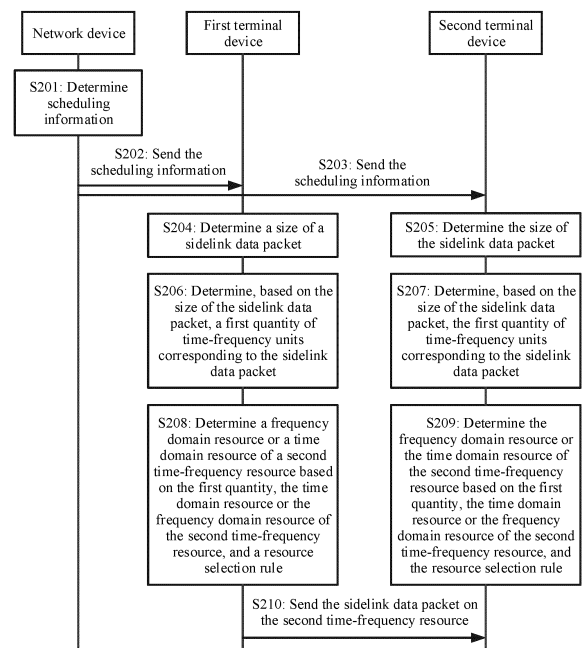 Network device
First terminal
device
Second terminal
device
S201: Determine
scheduling
information
S202: Send the
scheduling information
S203: Send the
scheduling information
S204: Determine a size of a
sidelink data packet
S205: Determine the size of
the sidelink data packet
S206: Determine, based on the
size of the sidelink data
packet, a first quantity of
time-frequency units
corresponding to the sidelink
data packet
S207: Determine, based on the
size of the sidelink data
packet, the first quantity of
time-frequency units
corresponding to the sidelink
data packet
S208: Determine a frequency
domain resource or a time
domain resource of a second
time-frequency resource based
on the first quantity, the time
domain resource or the
frequency domain resource of
the second time-frequency
resource, and a resource
selection rule
S209: Determine the
frequency domain resource or
the time domain resource of
the second time-frequency
resource based on the first
quantity, the time domain
resource or the frequency
domain resource of the second
time-frequency resource, and
the resource selection rule
S210: Send the sidelink data packet on
the second time-frequency resource